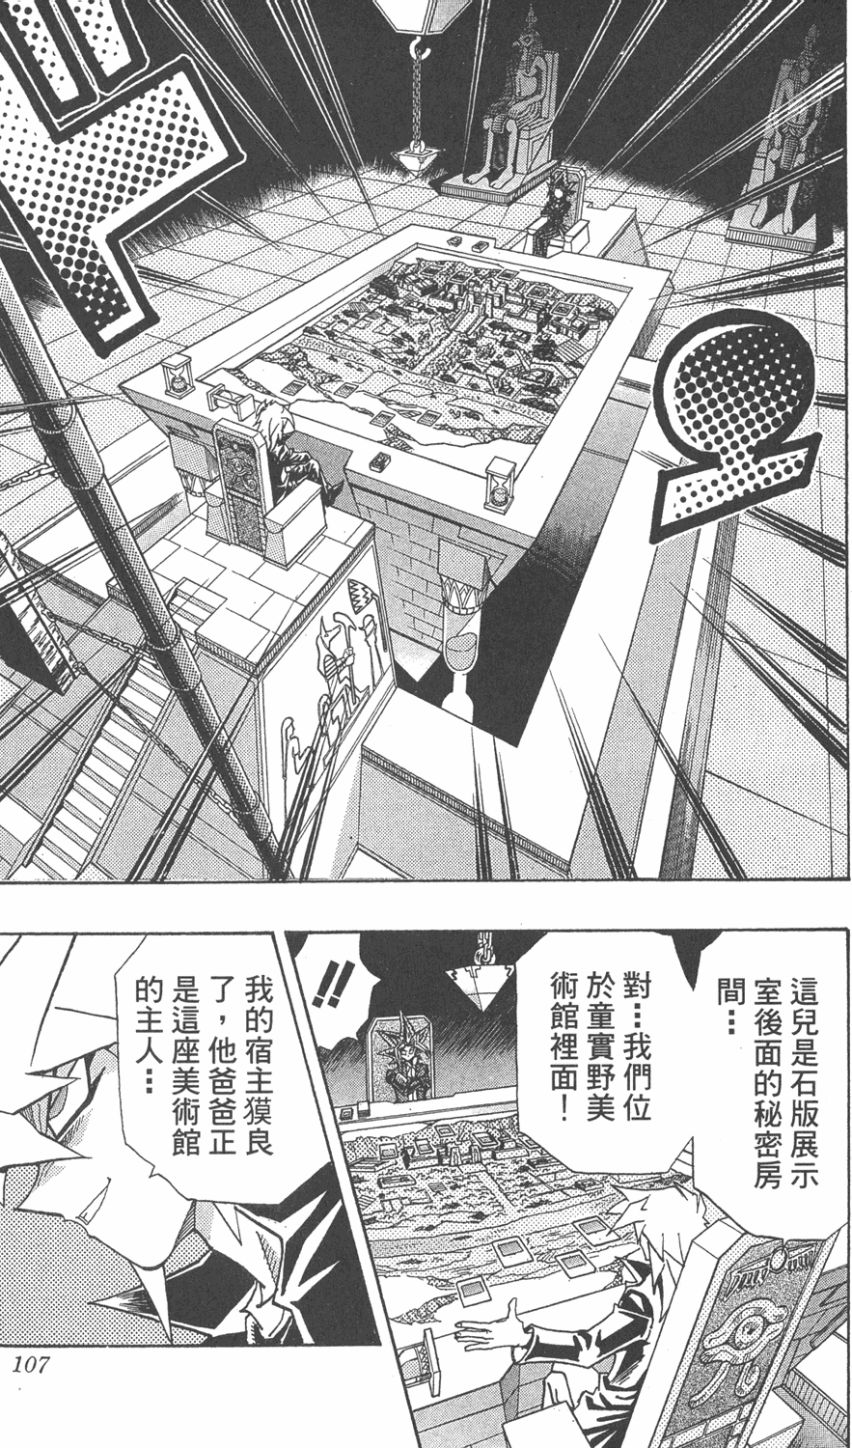 這兒是石版展示
室後面的秘密房
間…
對…我們位
於童實野美
術館裡面！
!!
我的宿主獏良
了，他爸爸正
是這座美術館
的主人…
107